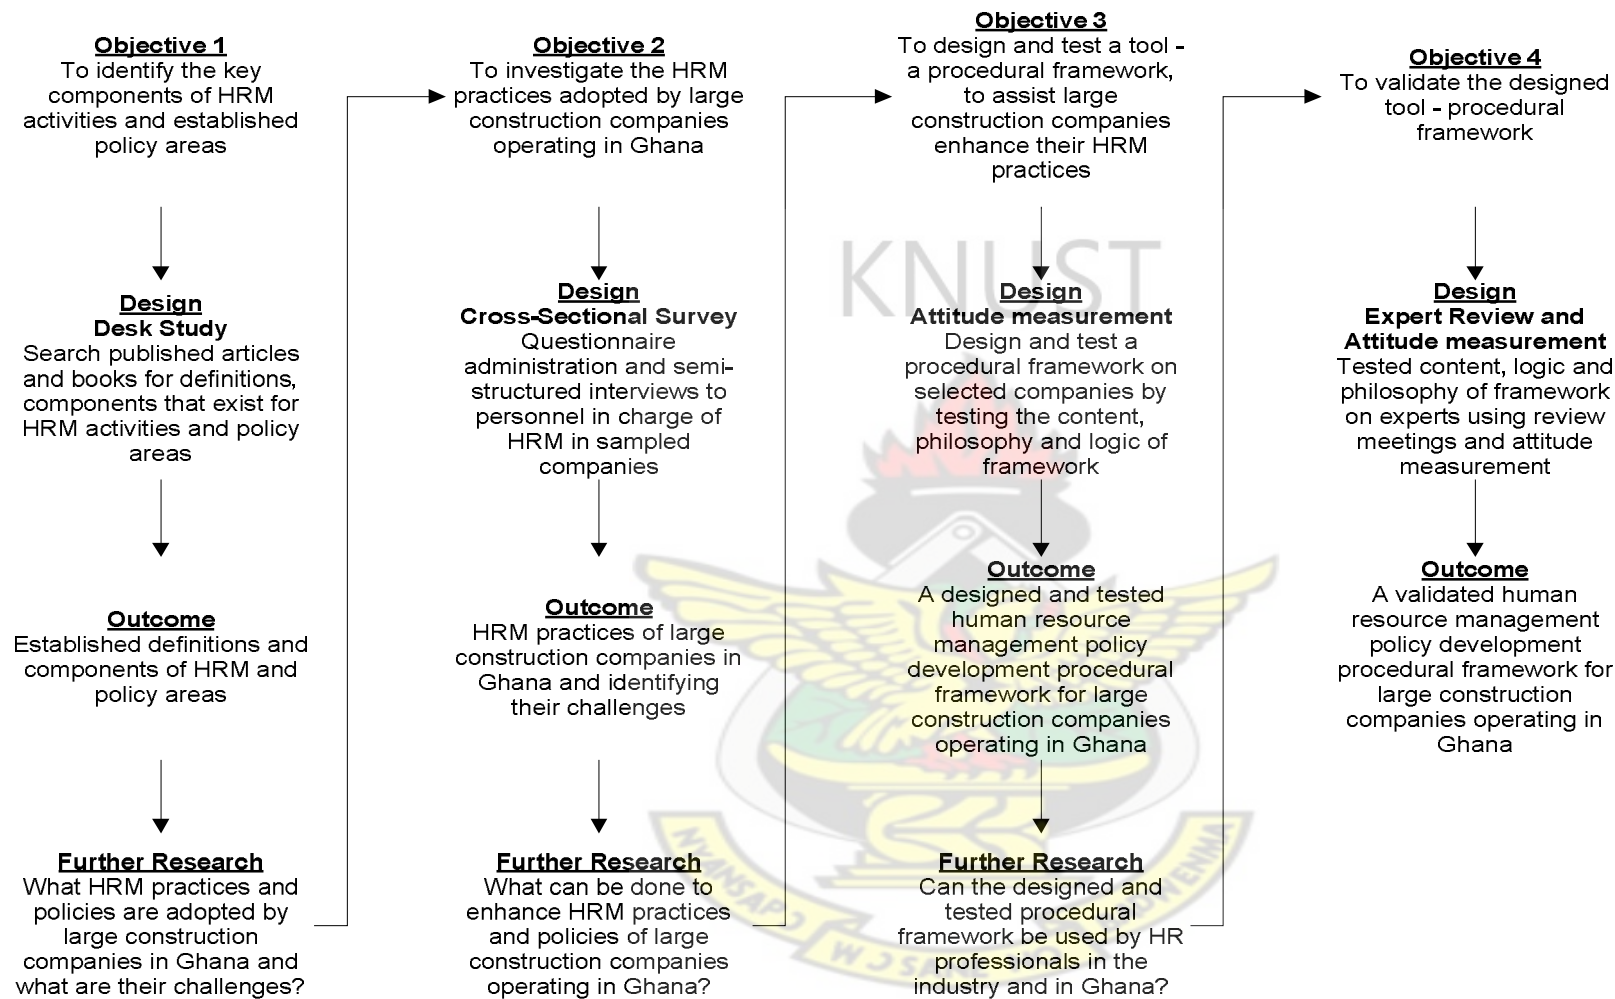 Objective 1
To identify the key
components of HRM
activities and established
policy areas
Design
Desk Study
Search published articles
and books for definitions,
components that exist for
HRM activities and policy
areas
Outcome
Established definitions and
components of HRM and
policy areas
Further Research
What HRM practices and
policies are adopted by
large construction
companies in Ghana and
what are their challenges?
Objective 2
To investigate the HRM
practices adopted by large
construction companies
operating in Ghana
Design
Cross-Sectional Survey
Questionnaire
administration and semi-
structured interviews to
personnel in charge of
HRM in sampled
companies
Outcome
HRM practices of large
construction companies in
Ghana and identifying
their challenges
Further Research
What can be done to
enhance HRM practices
and policies of large
construction companies
operating in Ghana?
Objective 3
To design and test a tool -
a procedural framework,
to assist large
construction companies
enhance their HRM
practices
Design
Attitude measurement
Design and test a
procedural framework on
selected companies by
testing the content,
philosophy and logic of
framework
Outcome
A designed and tested
human resource
management policy
development procedural
framework for large
construction companies
operating in Ghana
Further Research
Can the designed and
tested procedural
framework be used by HR
professionals in the
industry and in Ghana?
Objective 4
To validate the designed
tool - procedural
framework
Design
Expert Review and
Attitude measurement
Tested content, logic and
philosophy of framework
on experts using review
meetings and attitude
measurement
Outcome
A validated human
resource management
policy development
procedural framework for
large construction
companies operating in
Ghana
KNUST